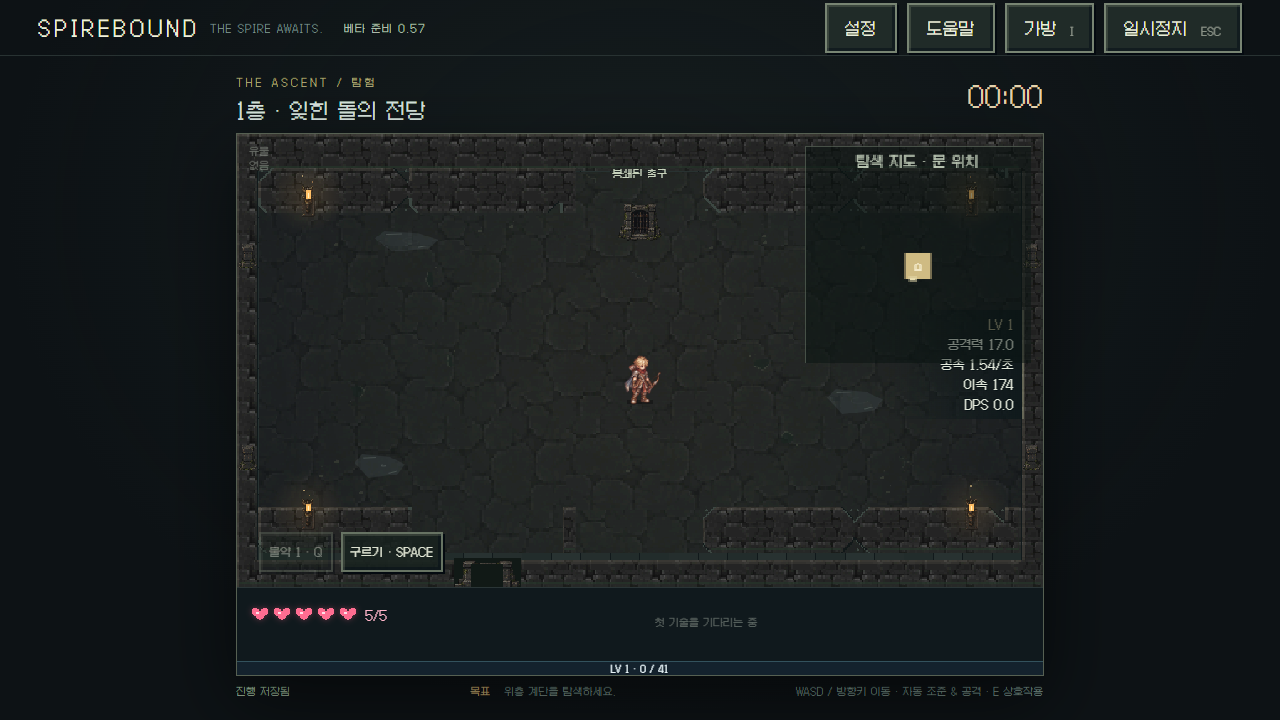 SPIREBOUND THE SPIRE AWAITS. 베타 준비 0.57
설정 도움말 가방 I 일시정지 ESC
THE ASCENT / 탐험
1층 · 잊힌 돌의 전당
00:00
유물
없음
봉쇄된 출구
탐색 지도 · 문 위치
LV 1
공격력 17.0
공속 1.54/초
이속 174
DPS 0.0
물약 1 · Q
구르기 · SPACE
5/5
첫 기술을 기다리는 중
LV 1 · 0 / 41
진행 저장됨
목표 위층 계단을 탐색하세요.
WASD / 방향키 이동 · 자동 조준 & 공격 · E 상호작용